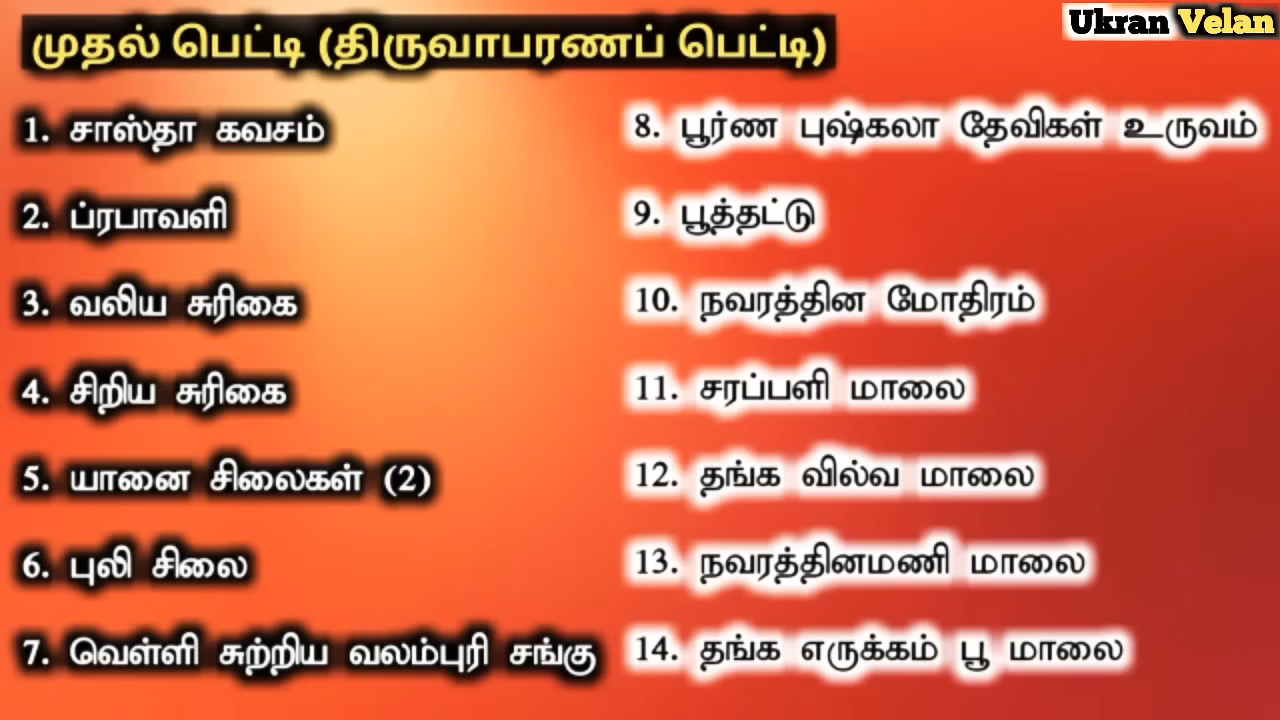 Ukran Velan
முதல் பெட்டி (திருவாபரணப் பெட்டி)
1. சாஸ்தா கவசம்
2. ப்ரபாவளி
3. வலிய சுரிகை
4. சிறிய சுரிகை
5. யானை சிலைகள் (2)
6. புலி சிலை
7. வெள்ளி சுற்றிய வலம்புரி சங்கு
8. பூர்ண புஷ்கலா தேவிகள் உருவம்
9. பூத்தட்டு
10. நவரத்தின மோதிரம்
11. சரப்பளி மாலை
12. தங்க வில்வ மாலை
13. நவரத்தினமணி மாலை
14. தங்க எருக்கம் பூ மாலை